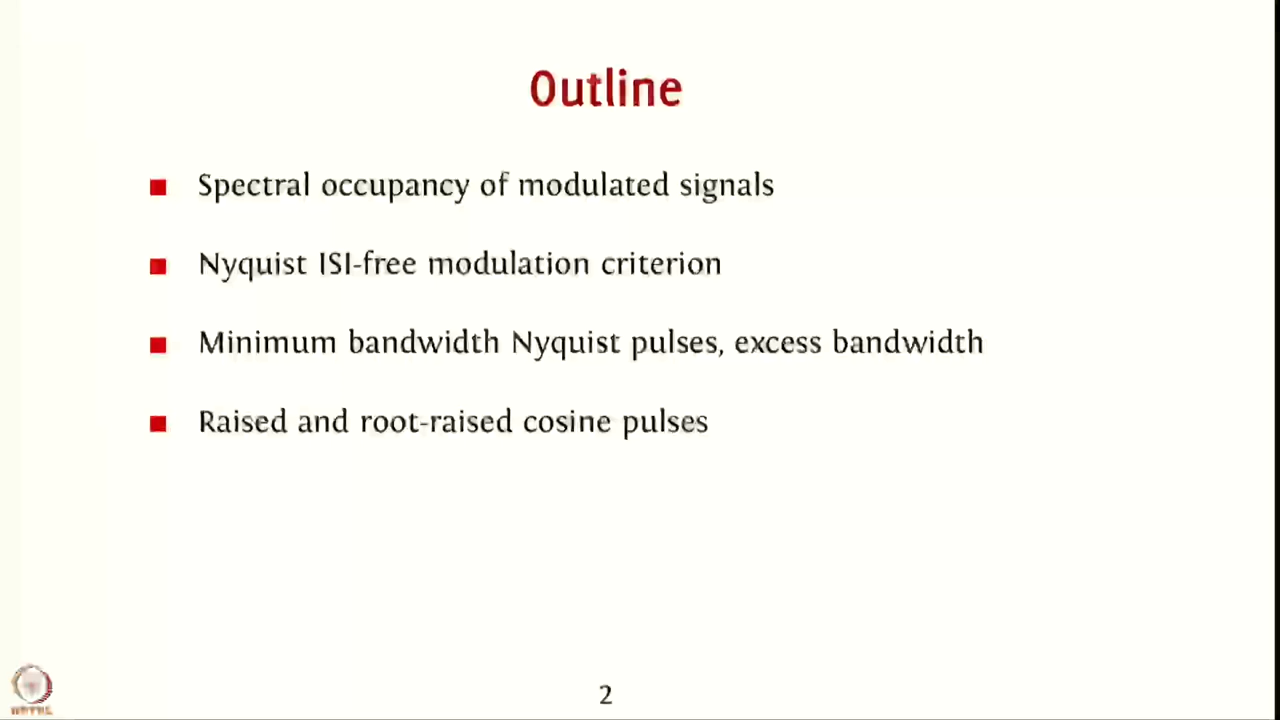 Outline
Spectral occupancy of modulated signals
Nyquist ISI-free modulation criterion
Minimum bandwidth Nyquist pulses, excess bandwidth
Raised and root-raised cosine pulses
2